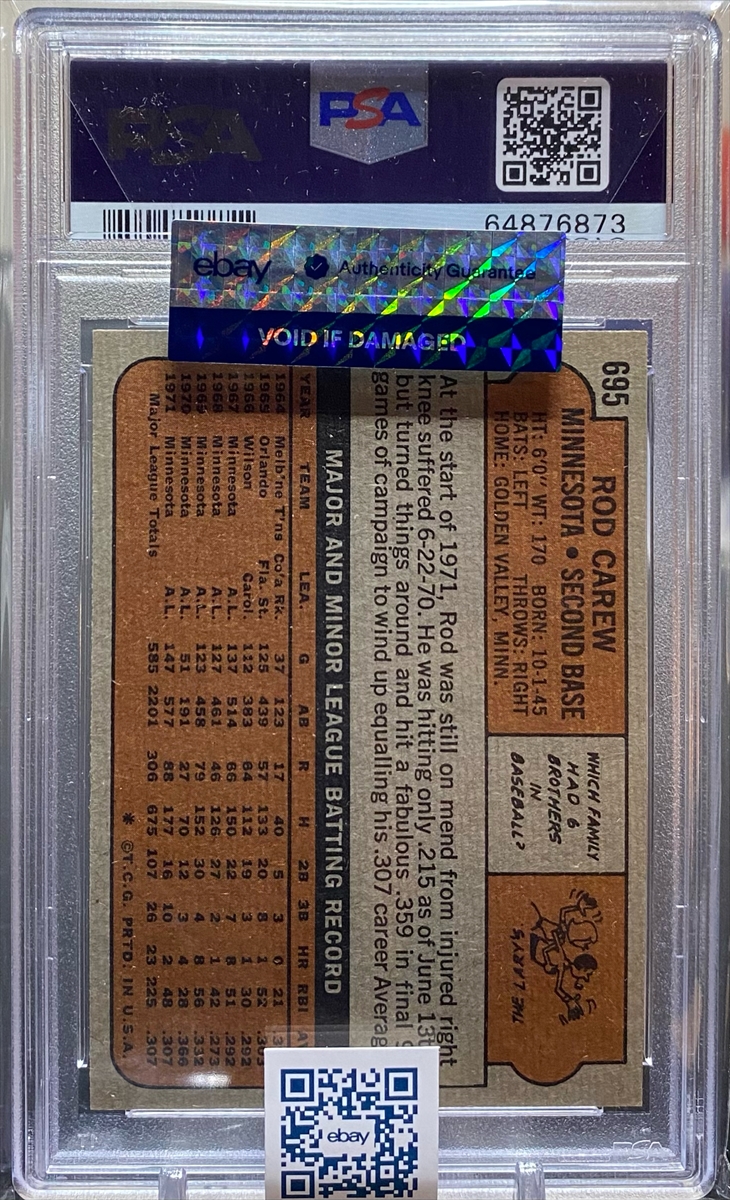 PSA
PSA
64876873
ebay Authenticity Guarantee
VOID IF DAMAGED
695
ROD CAREW
MINNESOTA • SECOND BASE
HT: 6'0" WT: 170 BORN: 10-1-45
BATS: LEFT THROWS: RIGHT
HOME: GOLDEN VALLEY, MINN.
WHICH FAMILY
HAD 6
BROTHERS
IN
BASEBALL?
THE LARY'S
At the start of 1971, Rod was still on mend from injured right
knee suffered 6-22-70. He was hitting only .215 as of June 13
but turned things around and hit a fabulous .359 in final
games of campaign to wind up equalling his .307 career
MAJOR AND MINOR LEAGUE BATTING RECORD
YEAR TEAM LEA. G AB R H 2B 3B HR RBI
1964 Melb'ne T'ns Co'a Rk. 37 123 17 40 5 3 0 21
1965 Orlando Fla. St. 125 439 57 133 20 8 1 52
1966 Wilson Carol. 112 383 64 112 19 3 1 30 .292
1967 Minnesota A.L. 137 514 66 150 22 7 8 51 .292
1968 Minnesota A.L. 127 461 46 126 27 2 1 42 .273
1969 Minnesota A.L. 123 458 79 152 30 4 8 56 .332
1970 Minnesota A.L. 51 191 27 70 12 3 4 28 .366
1971 Minnesota A.L. 147 577 88 177 16 10 2 48 .307
Major League Totals 585 2201 306 675 107 26 23 225 .307
* ©T.C.G. PRTD. IN U.S.A.
ebay
PSA